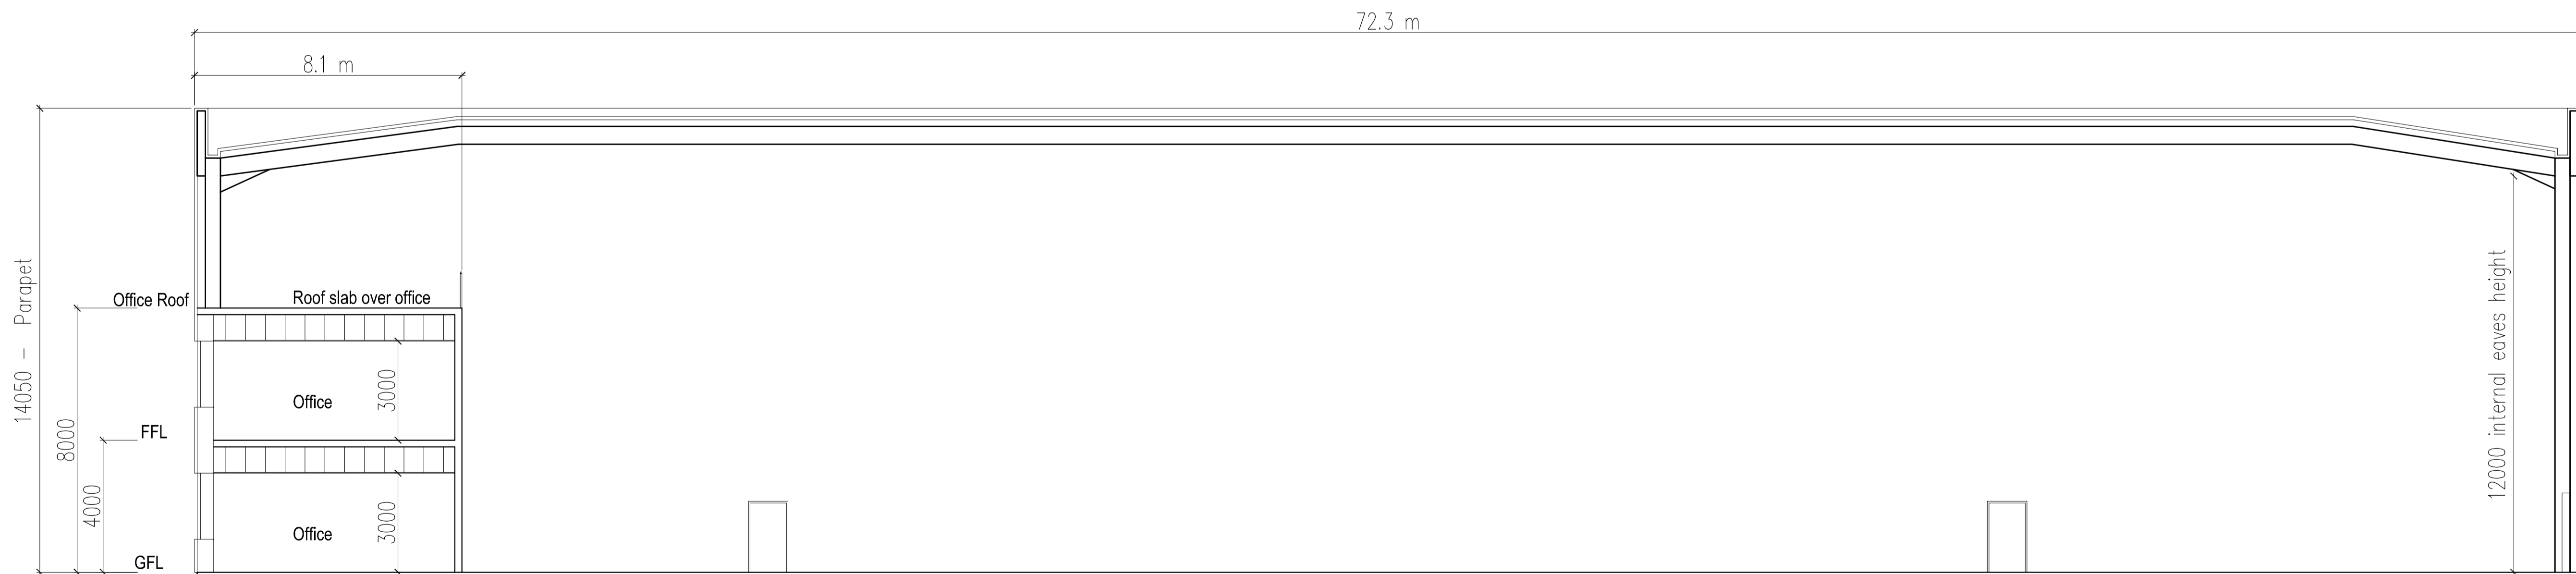 72.3 m
8.1 m
14050 - Parapet
Office Roof
Roof slab over office
8000
Office
3000
FFL
4000
Office
3000
GFL
12000 internal eaves height